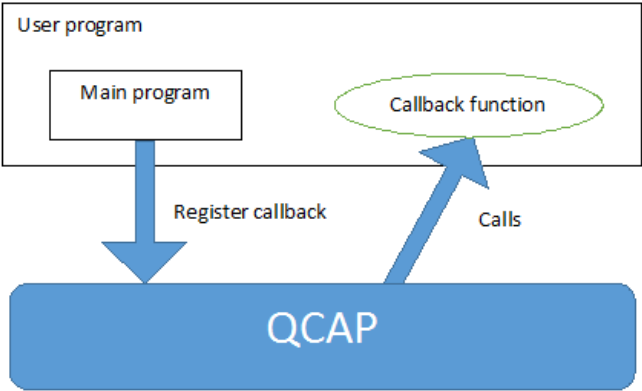 User program
Main program
Callback function
Register callback
Calls
QCAP